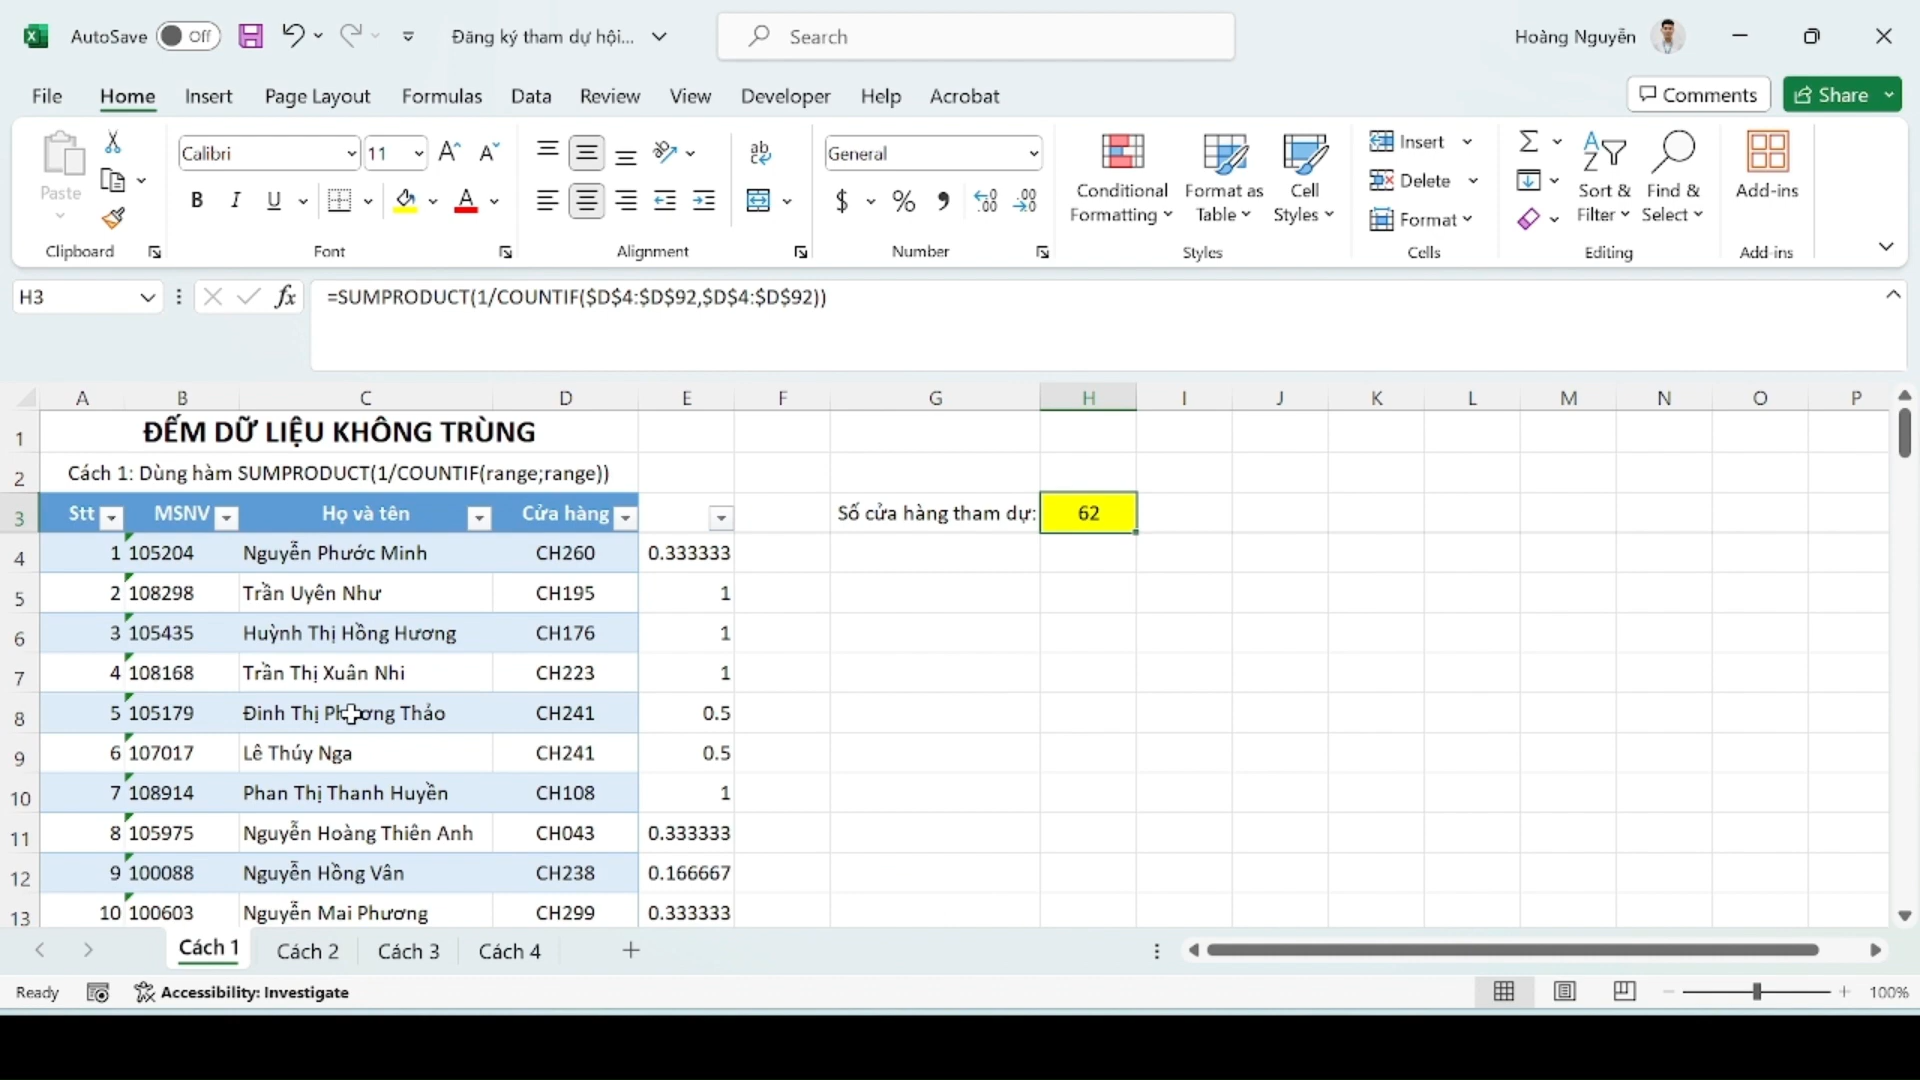 AutoSave Off Đăng ký tham dự hội... Search Hoàng Nguyễn
File Home Insert Page Layout Formulas Data Review View Developer Help Acrobat Comments Share
Paste Calibri 11 General Conditional Formatting Format as Table Cell Styles Insert Delete Format Sort & Filter Find & Select Add-ins
Clipboard Font Alignment Number Styles Cells Editing Add-ins
H3 fx =SUMPRODUCT(1/COUNTIF($D$4:$D$92,$D$4:$D$92))
A B C D E F G H I J K L M N O P
1 ĐẾM DỮ LIỆU KHÔNG TRÙNG
2 Cách 1: Dùng hàm SUMPRODUCT(1/COUNTIF(range;range))
3 Stt MSNV Họ và tên Cửa hàng Số cửa hàng tham dự: 62
4 1 105204 Nguyễn Phước Minh CH260 0.333333
5 2 108298 Trần Uyên Như CH195 1
6 3 105435 Huỳnh Thị Hồng Hương CH176 1
7 4 108168 Trần Thị Xuân Nhi CH223 1
8 5 105179 Đinh Thị Phương Thảo CH241 0.5
9 6 107017 Lê Thúy Nga CH241 0.5
10 7 108914 Phan Thị Thanh Huyền CH108 1
11 8 105975 Nguyễn Hoàng Thiên Anh CH043 0.333333
12 9 100088 Nguyễn Hồng Vân CH238 0.166667
13 10 100603 Nguyễn Mai Phương CH299 0.333333
Cách 1 Cách 2 Cách 3 Cách 4
Ready Accessibility: Investigate 100%